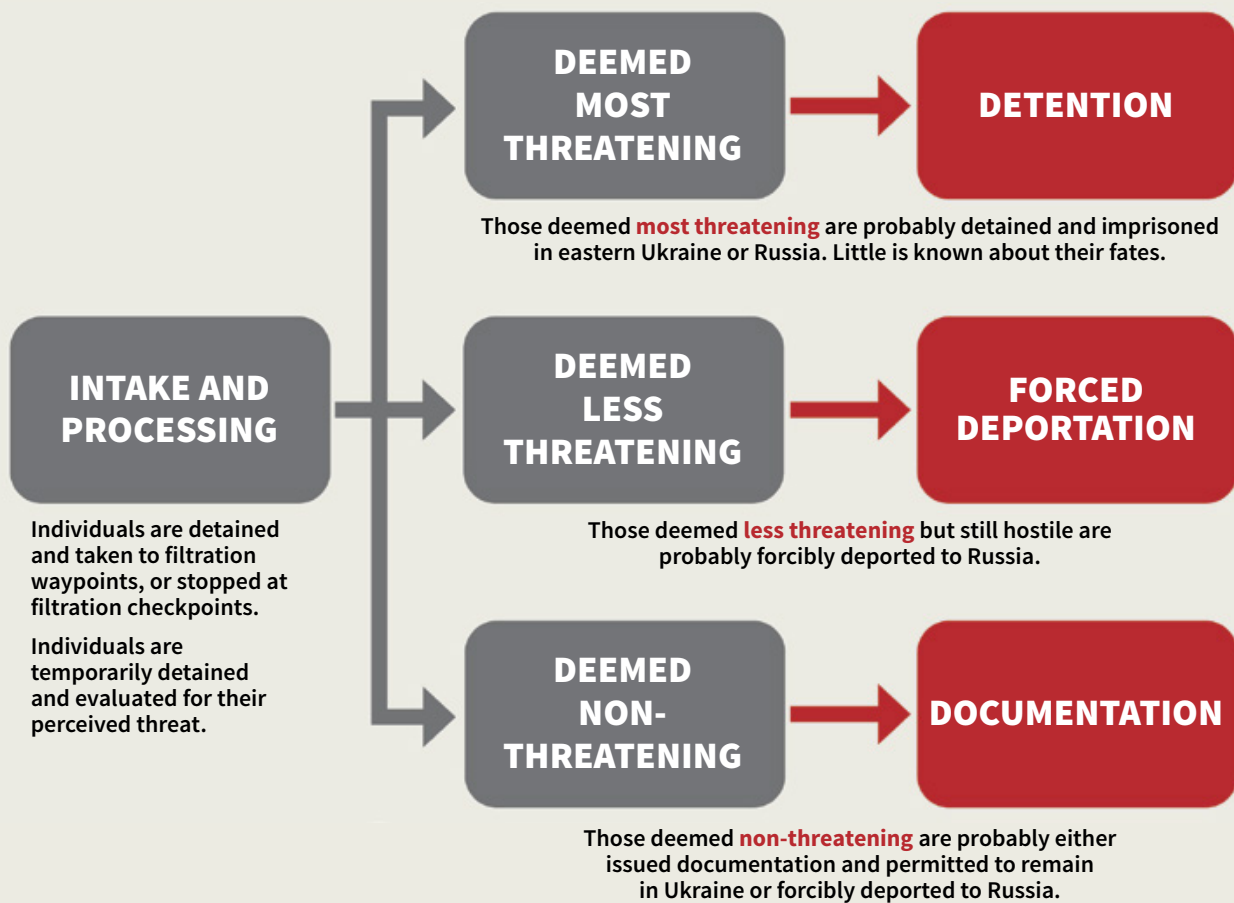 DEEMED
MOST
THREATENING
DETENTION
Those deemed most threatening are probably detained and imprisoned
in eastern Ukraine or Russia. Little is known about their fates.
INTAKE AND
PROCESSING
Individuals are detained
and taken to filtration
waypoints, or stopped at
filtration checkpoints.
Individuals are
temporarily detained
and evaluated for their
perceived threat.
DEEMED
LESS
THREATENING
FORCED
DEPORTATION
Those deemed less threatening but still hostile are
probably forcibly deported to Russia.
DEEMED
NON-
THREATENING
DOCUMENTATION
Those deemed non-threatening are probably either
issued documentation and permitted to remain
in Ukraine or forcibly deported to Russia.